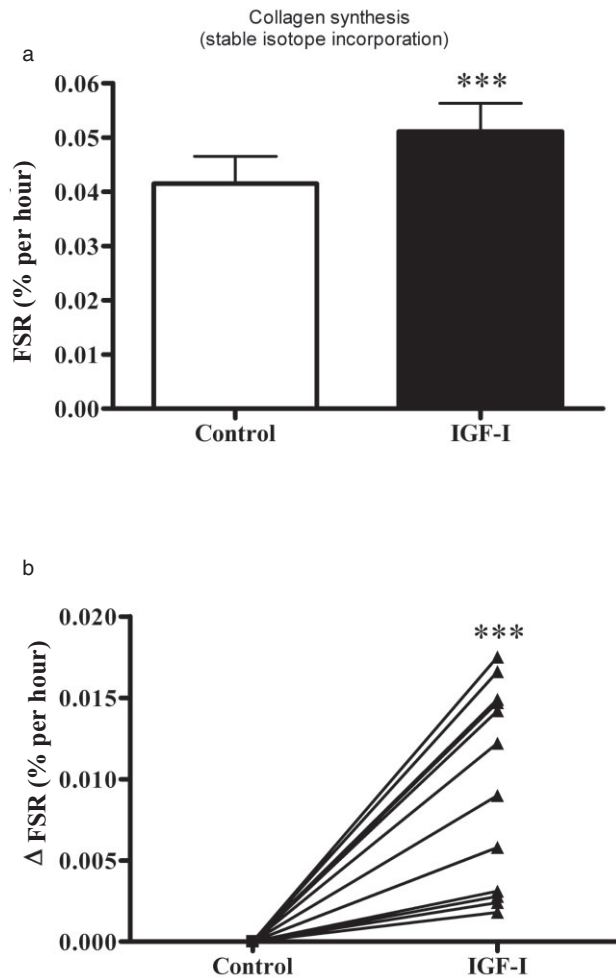 Collagen synthesis
(stable isotope incorporation)
a
***
0.06
0.05
0.04
0.03
0.02
0.01
0.00
FSR (% per hour)
Control
IGF-I
b
***
0.020
0.015
0.010
0.005
0.000
Δ FSR (% per hour)
Control
IGF-I